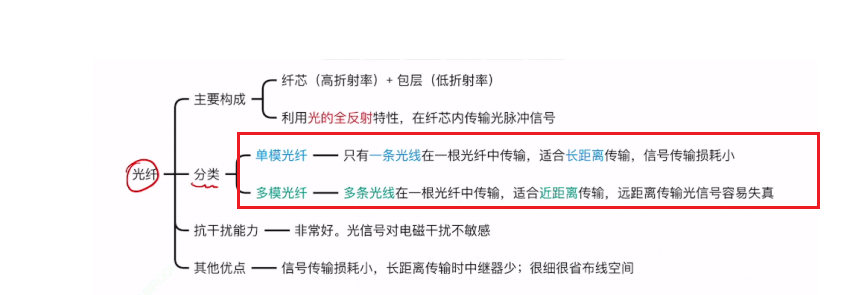 纤芯（高折射率）+ 包层（低折射率）
主要构成
利用光的全反射特性，在纤芯内传输光脉冲信号
单模光纤 只有一条光线在一根光纤中传输，适合长距离传输，信号传输损耗小
光纤 分类
多模光纤 多条光线在一根光纤中传输，适合近距离传输，远距离传输光信号容易失真
抗干扰能力 非常好。光信号对电磁干扰不敏感
其他优点 信号传输损耗小，长距离传输时中继器少；很细很省布线空间